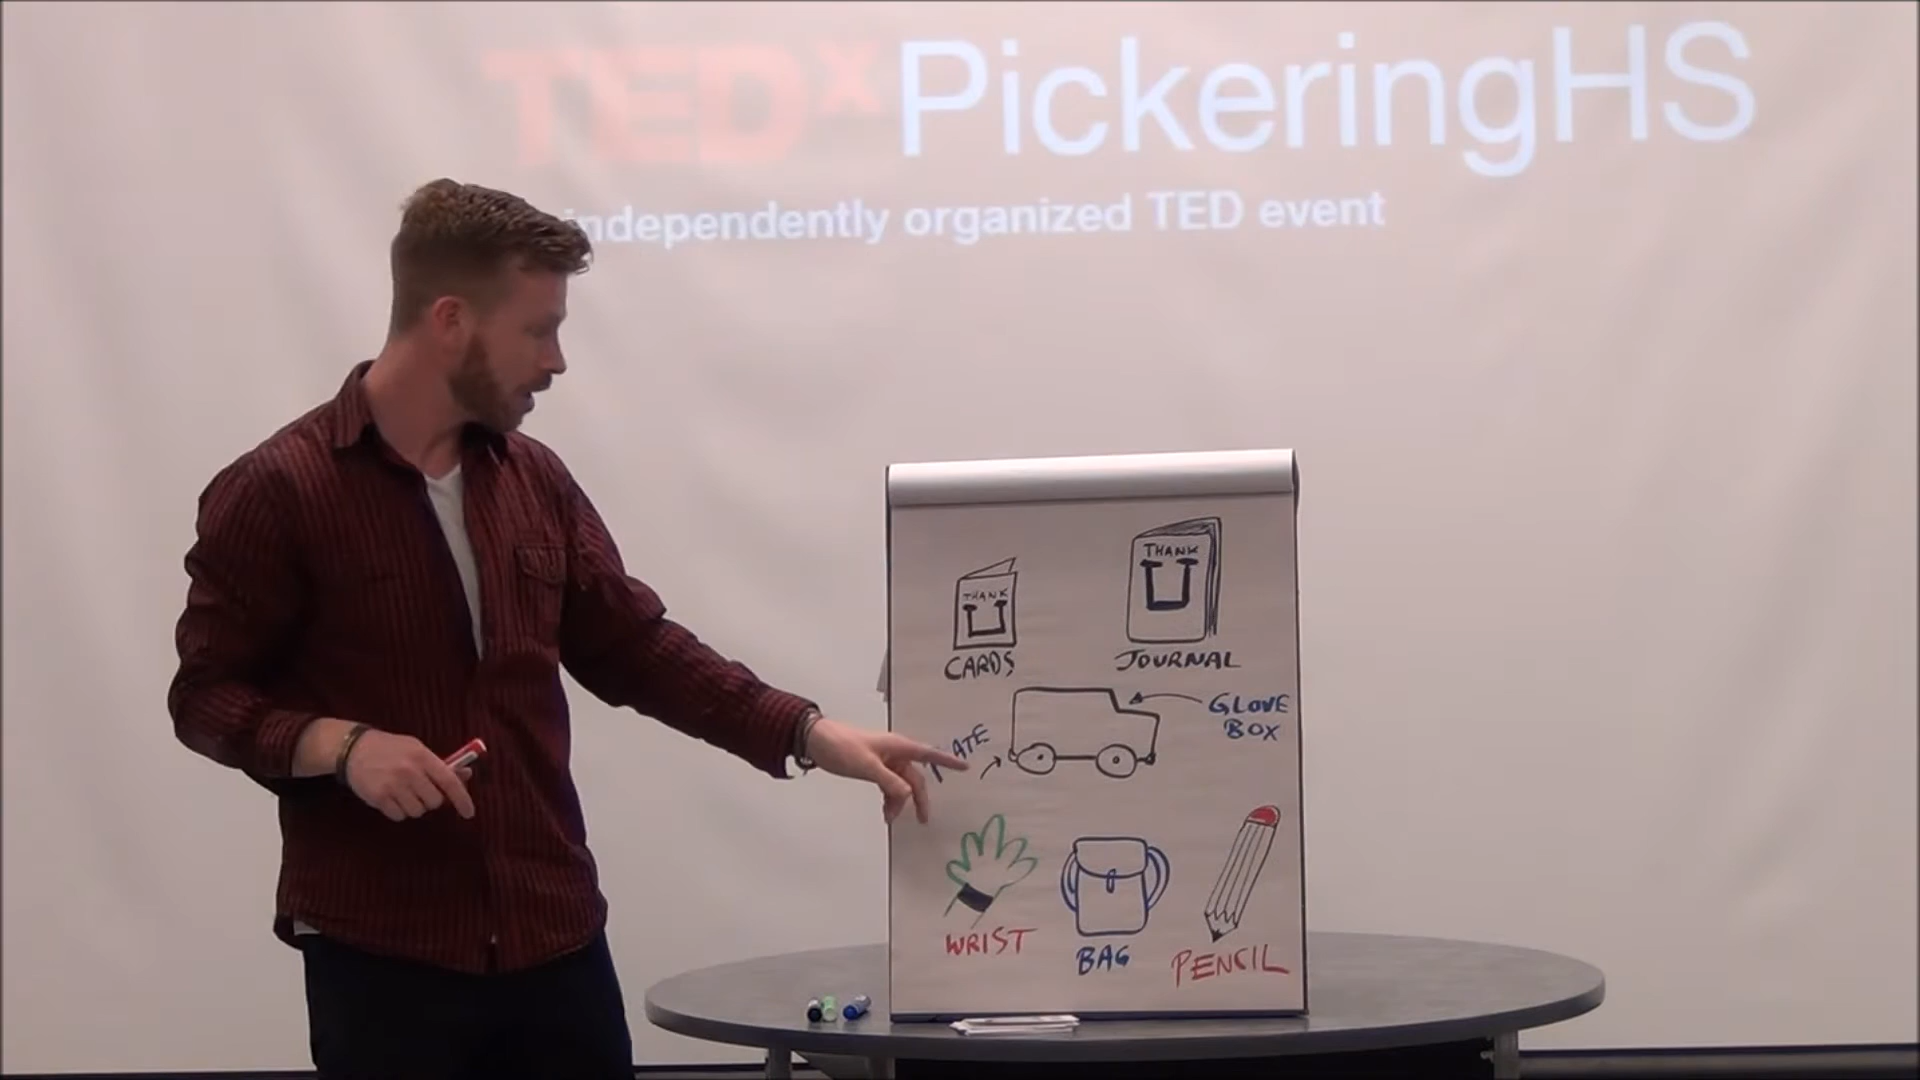 TEDx PickeringHS
independently organized TED event
THANK
U
JOURNAL
THANK
U
CARDS
GLOVE
BOX
WRIST
BAG
PENCIL